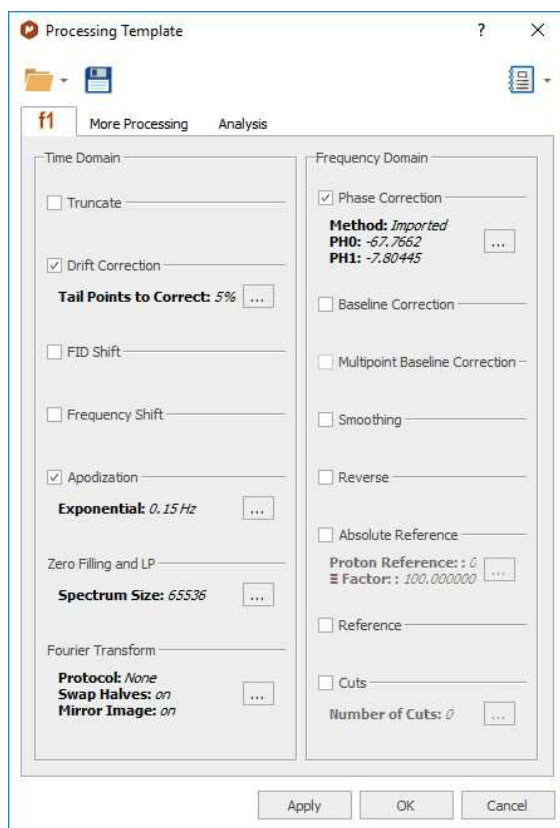 Processing Template
?
f1
More Processing
Analysis
Time Domain
Truncate
Drift Correction
Tail Points to Correct: 5%
...
FID Shift
Frequency Shift
Apodization
Exponential: 0.15 Hz
...
Zero Filling and LP
Spectrum Size: 65536
...
Fourier Transform
Protocol: None
Swap Halves: on
Mirror Image: on
...
Frequency Domain
Phase Correction
Method: Imported
PH0: -67.7662
PH1: -7.80445
...
Baseline Correction
Multipoint Baseline Correction
Smoothing
Reverse
Absolute Reference
Proton Reference: : 0
Ξ Factor: : 100.000000
...
Reference
Cuts
Number of Cuts: 0
...
Apply
OK
Cancel